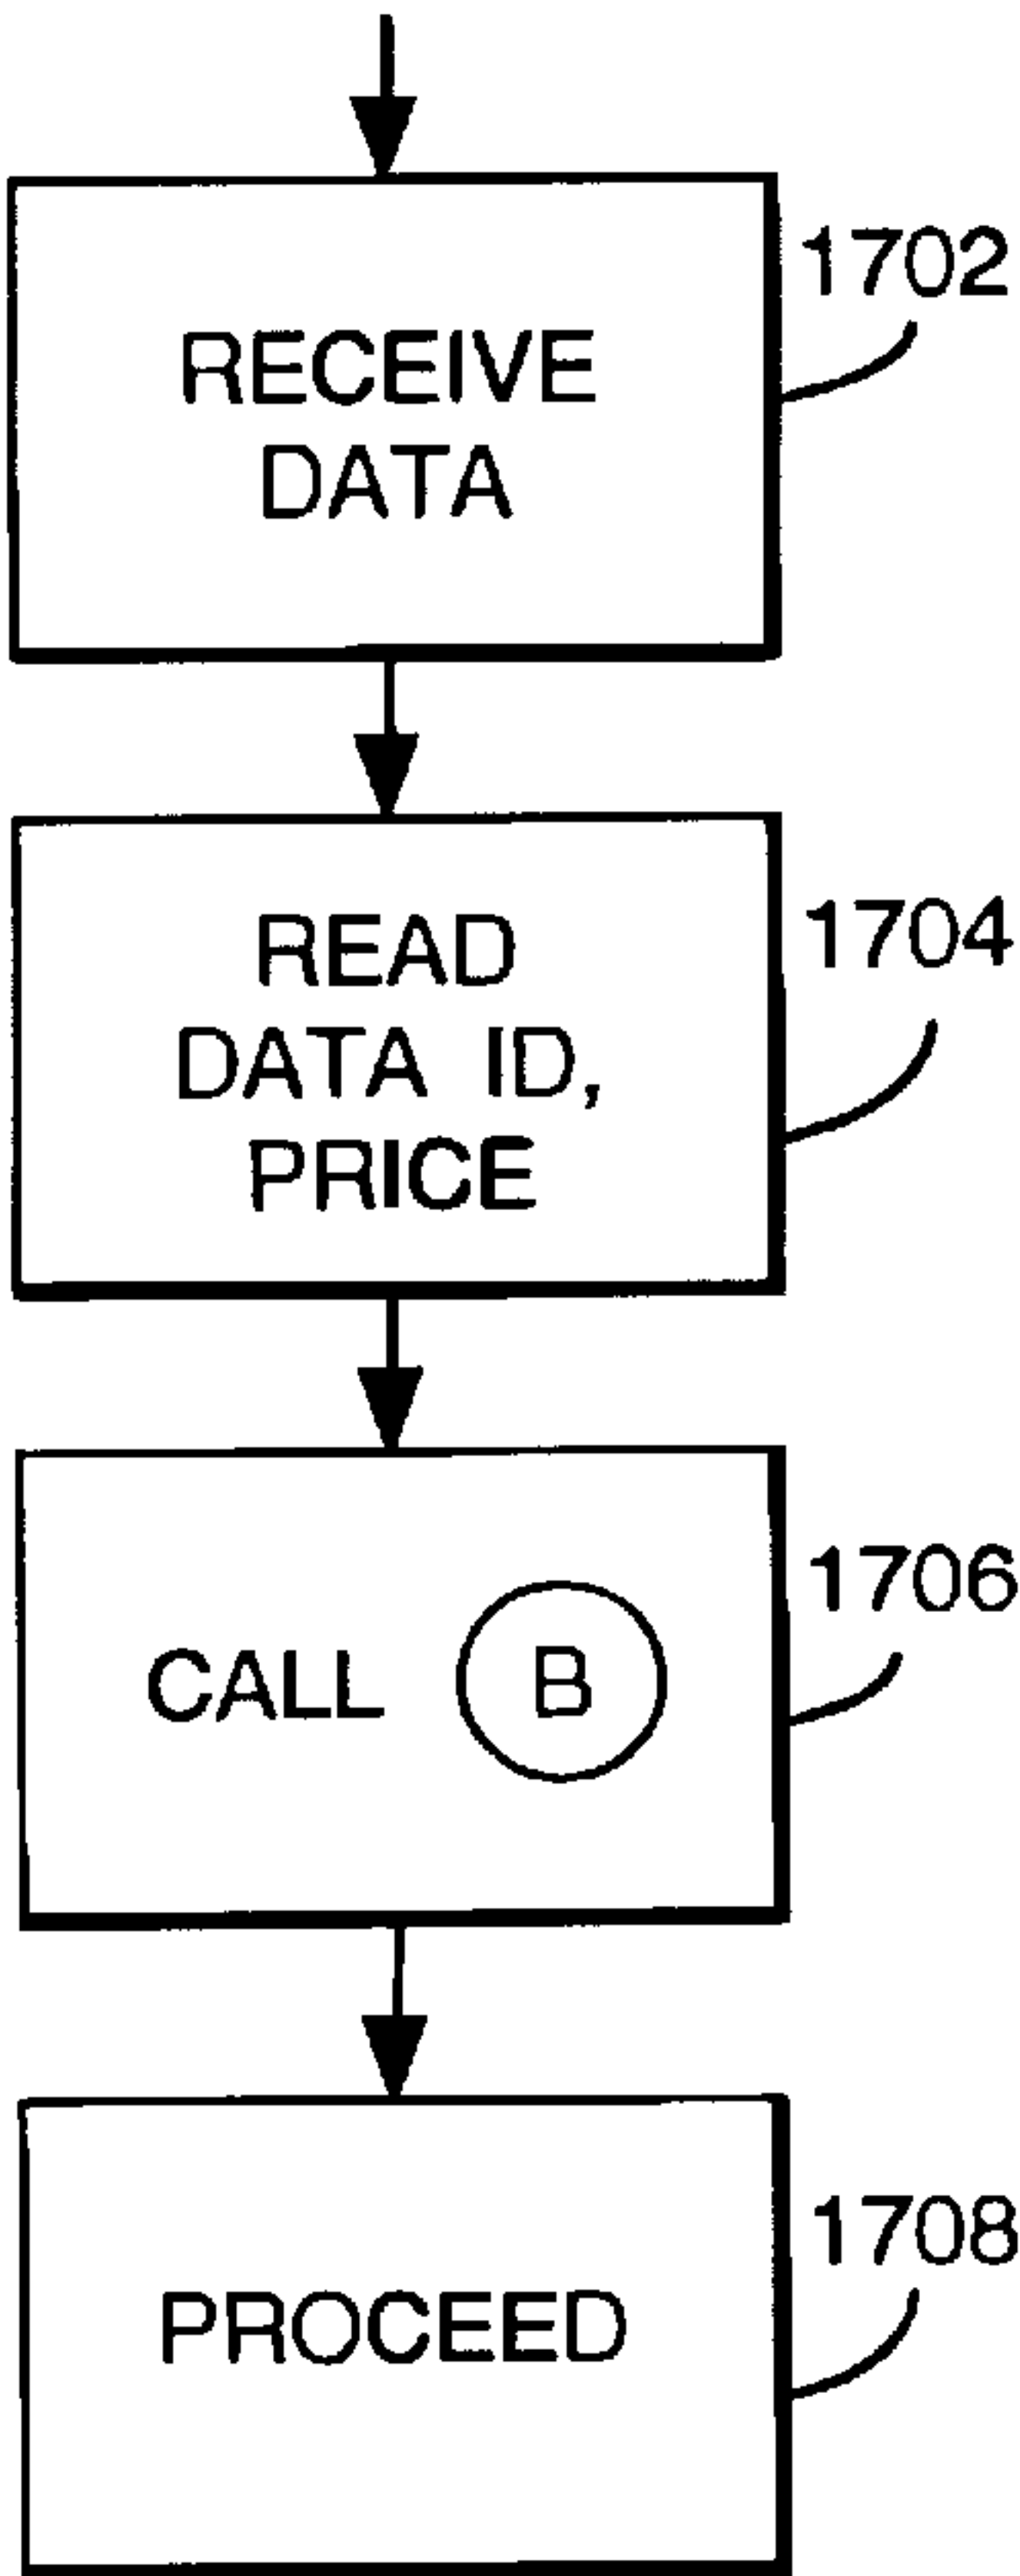 1702
RECEIVE
DATA
1704
READ
DATA ID,
PRICE
1706
CALL B
1708
PROCEED